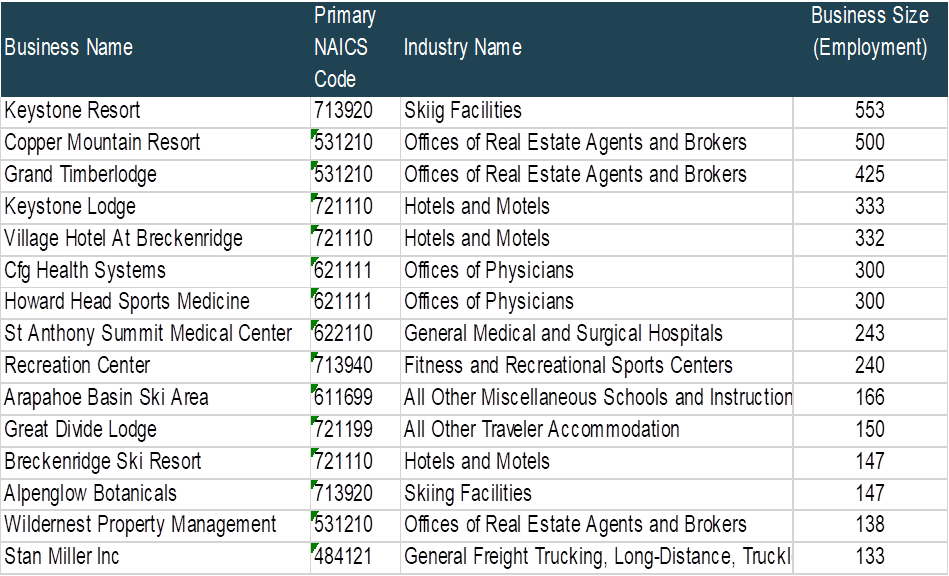 Business Name Primary NAICS Code Industry Name Business Size (Employment)
Keystone Resort 713920 Skiig Facilities 553
Copper Mountain Resort 531210 Offices of Real Estate Agents and Brokers 500
Grand Timberlodge 531210 Offices of Real Estate Agents and Brokers 425
Keystone Lodge 721110 Hotels and Motels 333
Village Hotel At Breckenridge 721110 Hotels and Motels 332
Cfg Health Systems 621111 Offices of Physicians 300
Howard Head Sports Medicine 621111 Offices of Physicians 300
St Anthony Summit Medical Center 622110 General Medical and Surgical Hospitals 243
Recreation Center 713940 Fitness and Recreational Sports Centers 240
Arapahoe Basin Ski Area 611699 All Other Miscellaneous Schools and Instruction 166
Great Divide Lodge 721199 All Other Traveler Accommodation 150
Breckenridge Ski Resort 721110 Hotels and Motels 147
Alpenglow Botanicals 713920 Skiing Facilities 147
Wildernest Property Management 531210 Offices of Real Estate Agents and Brokers 138
Stan Miller Inc 484121 General Freight Trucking, Long-Distance, Truckl 133